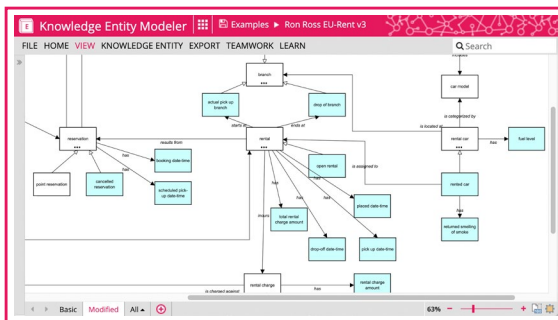 Knowledge Entity Modeler
Examples ▸ Ron Ross EU-Rent v3
FILE HOME VIEW KNOWLEDGE ENTITY EXPORT TEAMWORK LEARN
Search
branch
car model
actual pick up
branch
drop of branch
is categorized by
starts at
ends at
is located at
reservation
rental
rental car
fuel level
results from
has
has
booking date-time
has
open rental
is assigned to
point reservation
cancelled
reservation
scheduled pick-
up date-time
rented car
has
has
has
has
placed date-time
incurs
total rental
charge amount
has
returned smelling
of smoke
drop-off date-time
pick up date-time
rental charge
has
rental charge
amount
is charged against
Basic
Modified
All
63%